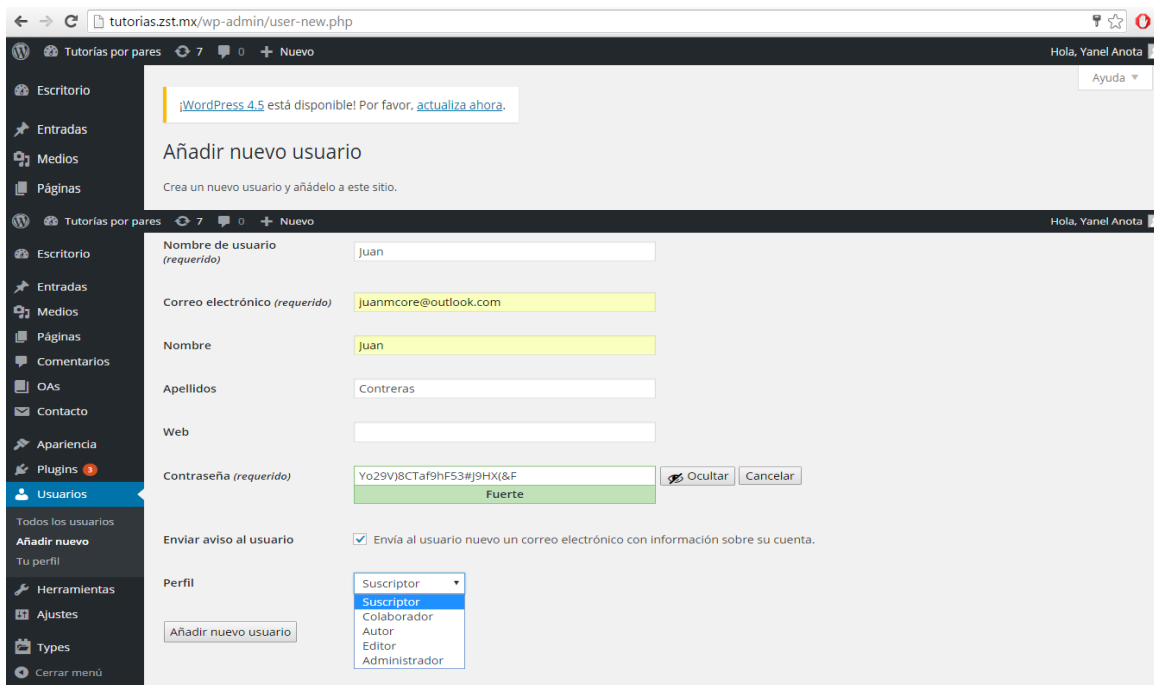 tutorias.zst.mx/wp-admin/user-new.php
Tutorías por pares 7 0 + Nuevo Hola, Yanel Anota
Ayuda
Escritorio
¡WordPress 4.5 está disponible! Por favor, actualiza ahora.
Entradas
Añadir nuevo usuario
Medios
Páginas
Crea un nuevo usuario y añádelo a este sitio.
Tutorías por pares 7 0 + Nuevo Hola, Yanel Anota
Nombre de usuario
(requerido)
Juan
Escritorio
Entradas
Correo electrónico (requerido) juanmcore@outlook.com
Medios
Páginas
Nombre Juan
Comentarios
OAs
Apellidos Contreras
Contacto
Web
Apariencia
Plugins 3
Contraseña (requerido) Yo29V)8CTaf9hF53#J9HX(&F Ocultar Cancelar
Usuarios
Fuerte
Todos los usuarios
Añadir nuevo
Enviar aviso al usuario Envía al usuario nuevo un correo electrónico con información sobre su cuenta.
Tu perfil
Perfil Suscriptor
Herramientas
Suscriptor
Ajustes
Colaborador
Añadir nuevo usuario
Autor
Types
Editor
Administrador
Cerrar menú